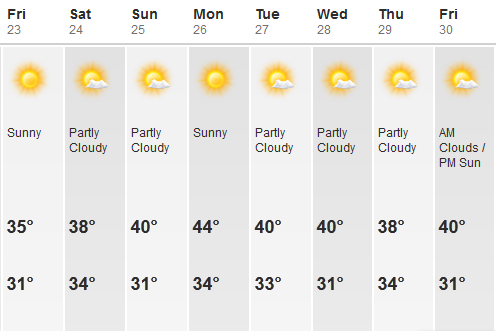 Fri Sat Sun Mon Tue Wed Thu Fri
23 24 25 26 27 28 29 30
Sunny Partly Partly Sunny Partly Partly Partly AM
Cloudy Cloudy Cloudy Cloudy Cloudy Clouds /
PM Sun
35° 38° 40° 44° 40° 40° 38° 40°
31° 34° 31° 34° 33° 31° 34° 31°